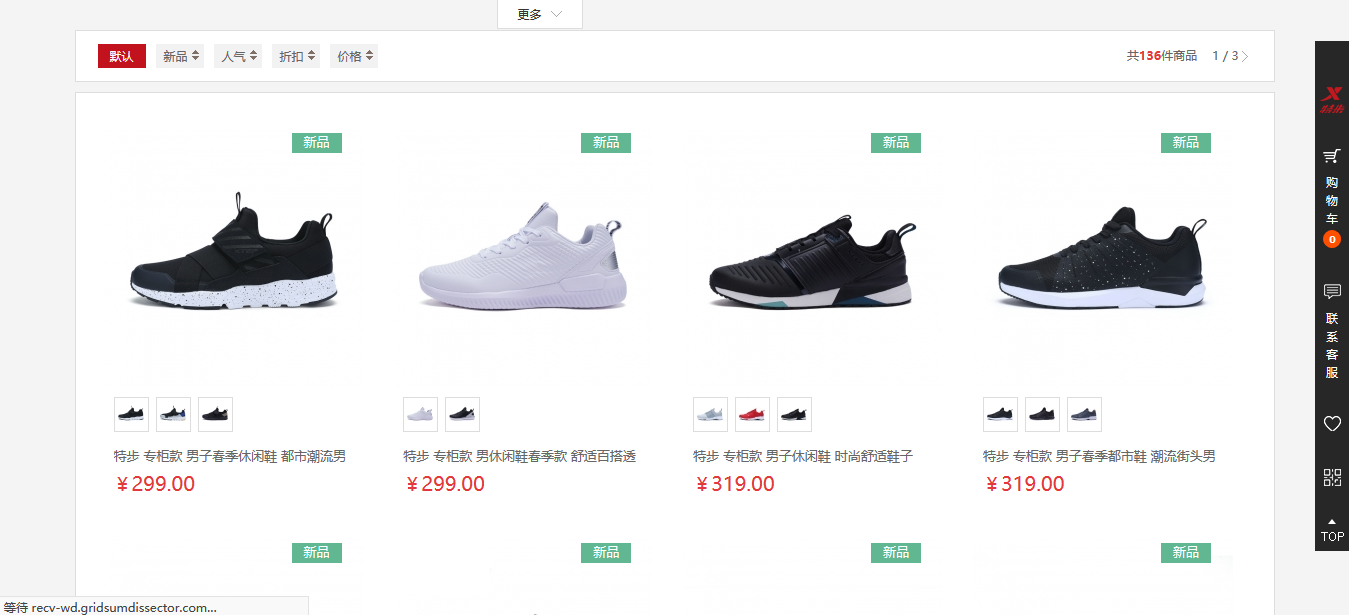 更多
默认 新品 人气 折扣 价格 共136件商品 1 / 3
新品 新品 新品 新品
特步
购物车
0
联系客服
特步 专柜款 男子春季休闲鞋 都市潮流男 特步 专柜款 男休闲鞋春季款 舒适百搭透 特步 专柜款 男子休闲鞋 时尚舒适鞋子 特步 专柜款 男子春季都市鞋 潮流街头男
¥299.00 ¥299.00 ¥319.00 ¥319.00
TOP
新品 新品 新品 新品
等待 recv-wd.gridsumdissector.com...